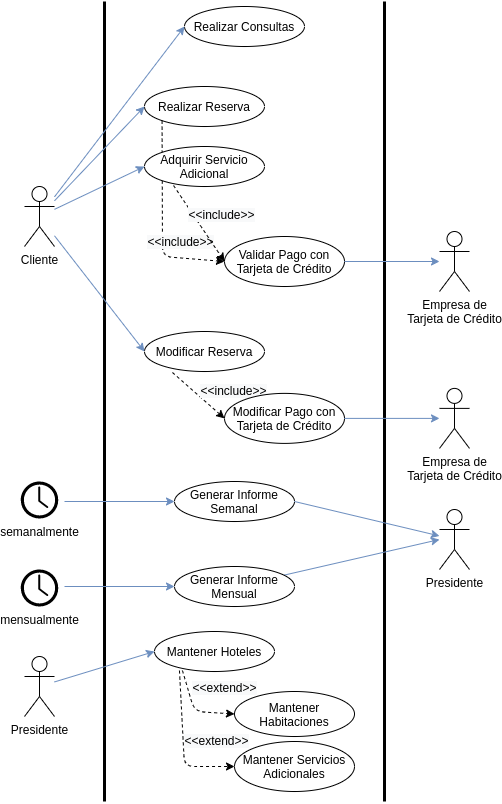 Realizar Consultas
Realizar Reserva
Adquirir Servicio
Adicional
<<include>>
<<include>>
Cliente
Validar Pago con
Tarjeta de Crédito
Empresa de
Tarjeta de Crédito
Modificar Reserva
<<include>>
Modificar Pago con
Tarjeta de Crédito
Empresa de
Tarjeta de Crédito
semanalmente
Generar Informe
Semanal
Presidente
mensualmente
Generar Informe
Mensual
Presidente
Mantener Hoteles
<<extend>>
Mantener
Habitaciones
<<extend>>
Mantener Servicios
Adicionales